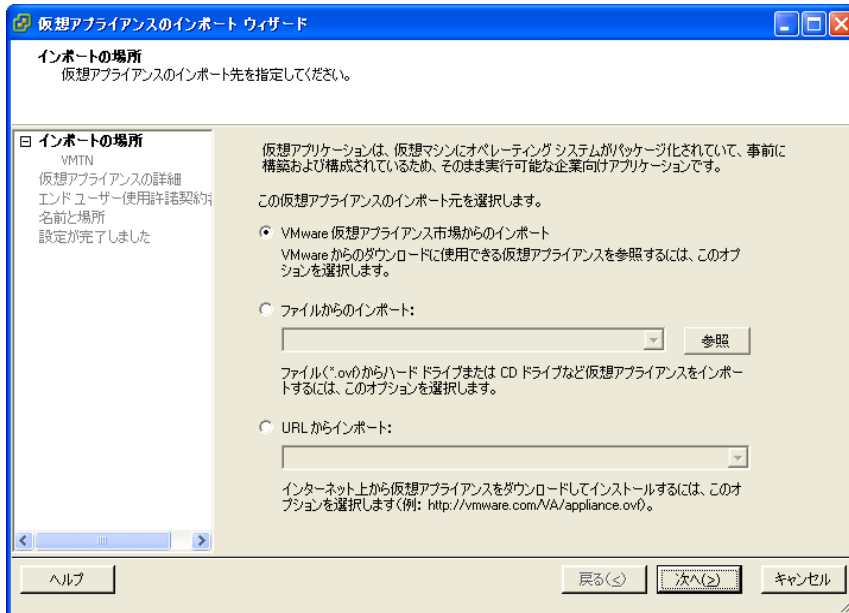 仮想アプライアンスのインポート ウィザード
インポートの場所
仮想アプライアンスのインポート先を指定してください。
インポートの場所
VMTN
仮想アプライアンスの詳細
エンド ユーザー使用許諾契約
名前と場所
設定が完了しました
仮想アプリケーションは、仮想マシンにオペレーティング システムがパッケージ化されていて、事前に
構築および構成されているため、そのまま実行可能な企業向けアプリケーションです。
この仮想アプライアンスのインポート元を選択します。
VMware 仮想アプライアンス市場からのインポート
VMware からのダウンロードに使用できる仮想アプライアンスを参照するには、このオプ
ションを選択します。
ファイルからのインポート:
参照
ファイル(*.ovf)からハード ドライブまたは CD ドライブなど仮想アプライアンスをインポー
トするには、このオプションを選択します。
URL からインポート:
インターネット上から仮想アプライアンスをダウンロードしてインストールするには、このオ
プションを選択します(例: http://vmware.com/VA/appliance.ovf)。
ヘルプ
戻る(<)
次へ(>)
キャンセル